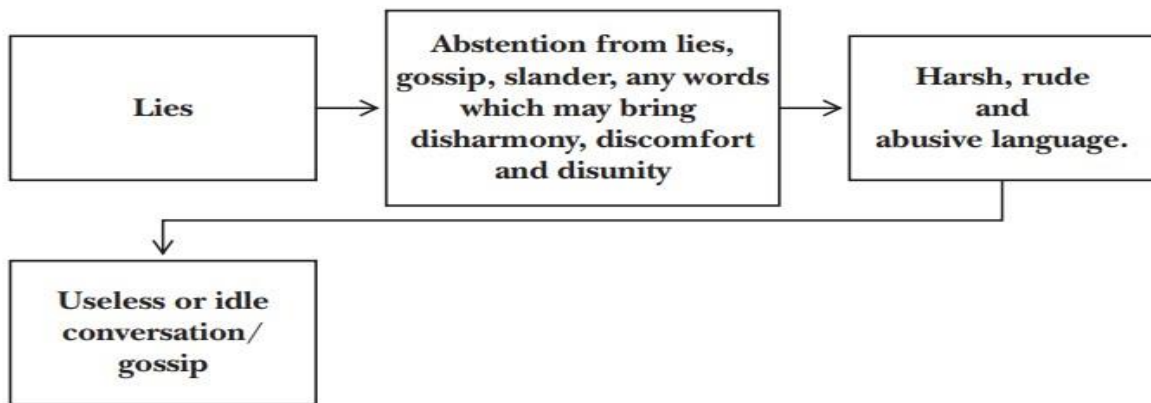 Lies
Abstention from lies,
gossip, slander, any words
which may bring
disharmony, discomfort
and disunity
Harsh, rude
and
abusive language.
Useless or idle
conversation/
gossip